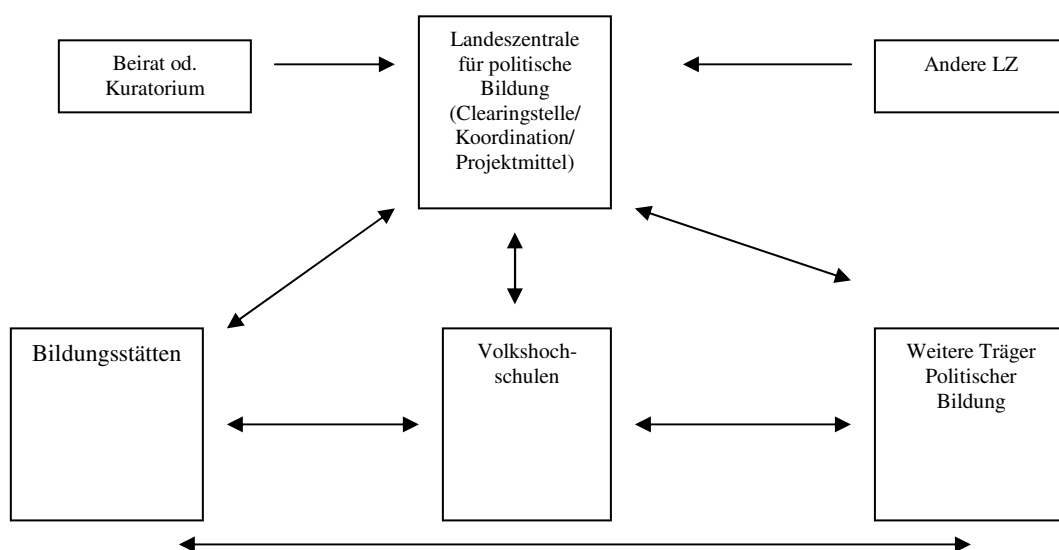 Beirat od.
Kuratorium
Landeszentrale
für politische
Bildung
(Clearingstelle/
Koordination/
Projektmittel)
Andere LZ
Bildungsstätten
Volkshoch-
schulen
Weitere Träger
Politischer
Bildung